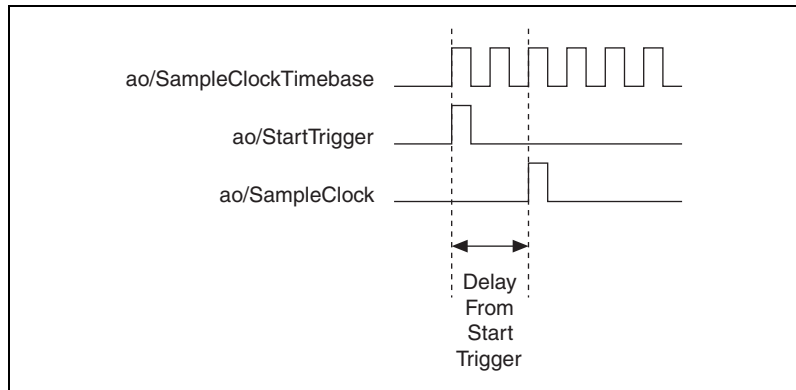 ao/SampleClockTimebase
ao/StartTrigger
ao/SampleClock
Delay
From
Start
Trigger